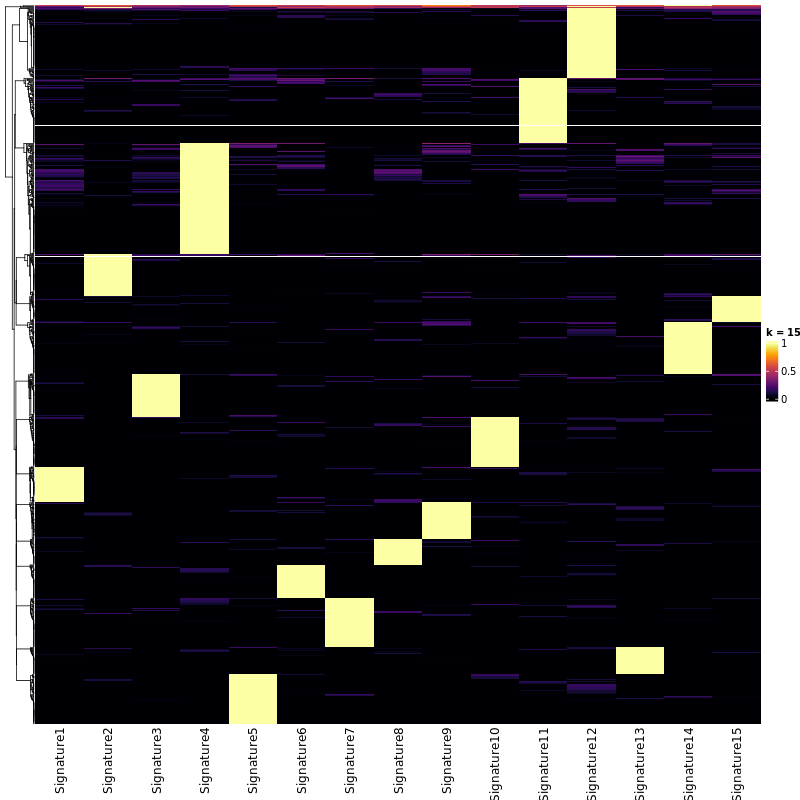 k = 15
1
0.5
0
Signature1
Signature2
Signature3
Signature4
Signature5
Signature6
Signature7
Signature8
Signature9
Signature10
Signature11
Signature12
Signature13
Signature14
Signature15